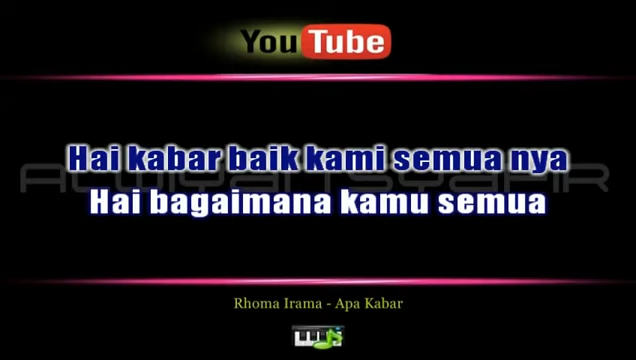 YouTube
Hai kabar baik kami semua nya
Hai bagaimana kamu semua
Rhoma Irama - Apa Kabar